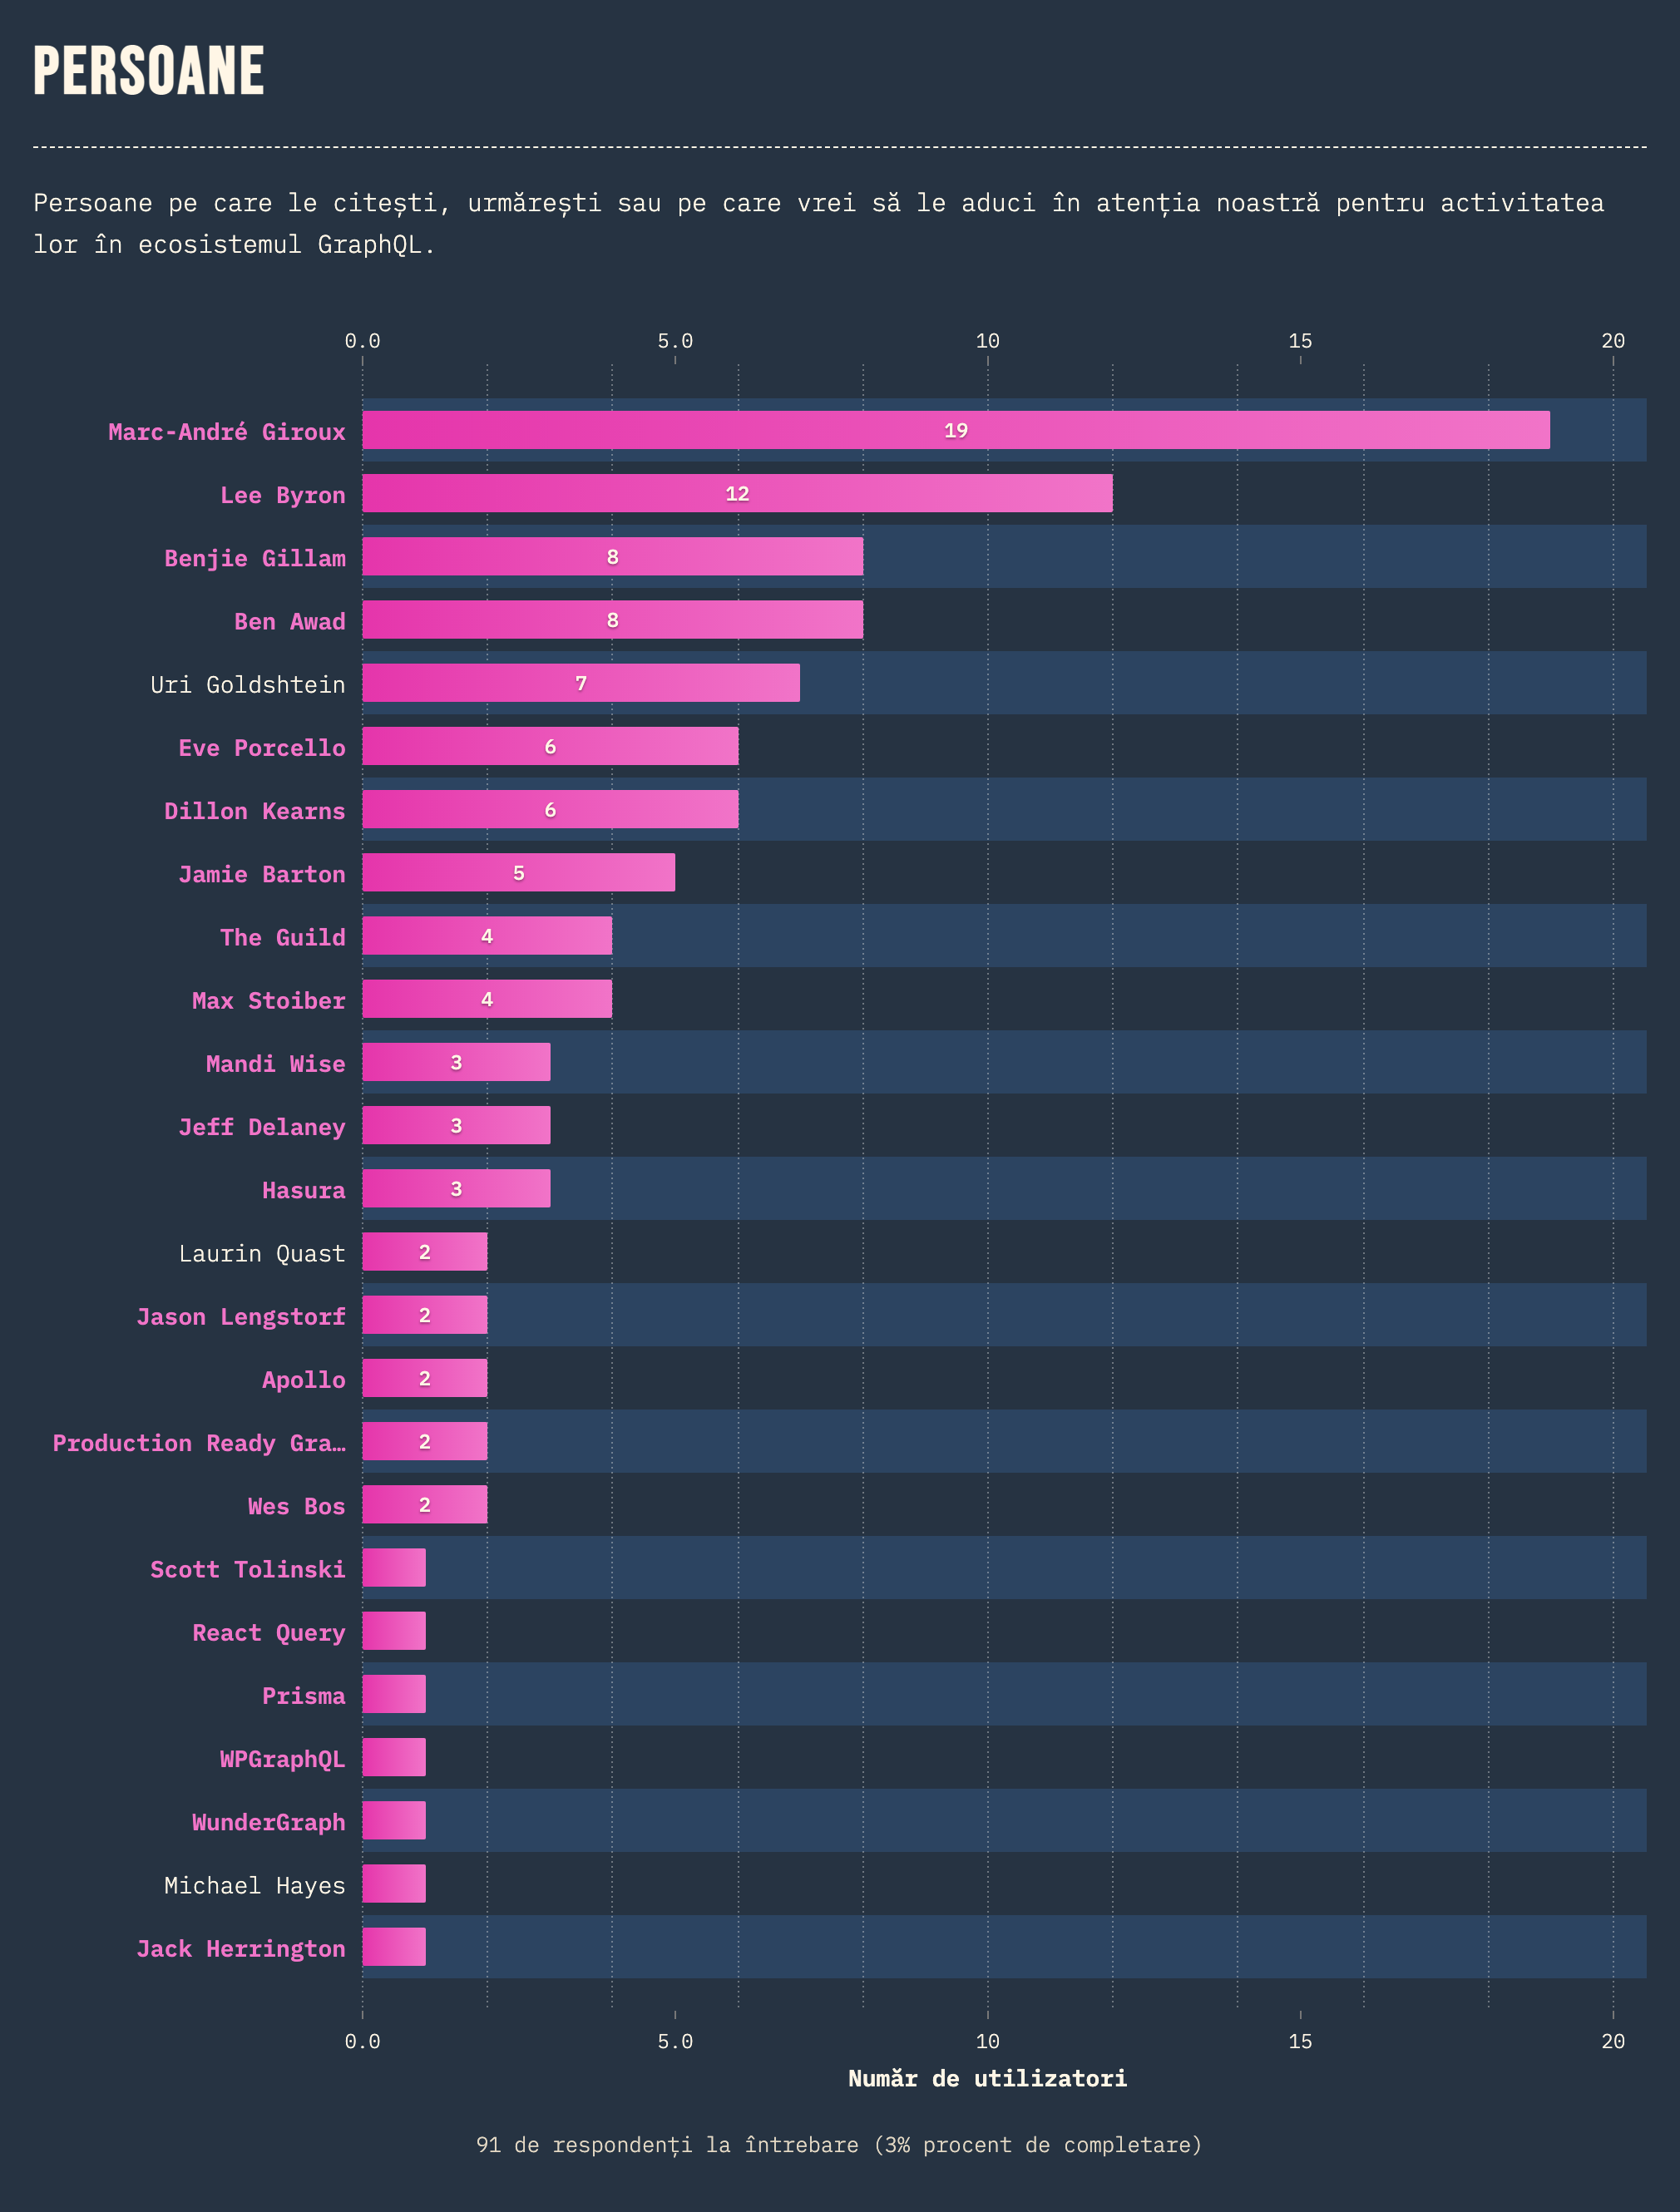 PERSOANE
Persoane pe care le citești, urmărești sau pe care vrei să le aduci în atenția noastră pentru activitatea
lor în ecosistemul GraphQL.
0.0 5.0 10 15 20
Marc-André Giroux 19
Lee Byron 12
Benjie Gillam 8
Ben Awad 8
Uri Goldshtein 7
Eve Porcello 6
Dillon Kearns 6
Jamie Barton 5
The Guild 4
Max Stoiber 4
Mandi Wise 3
Jeff Delaney 3
Hasura 3
Laurin Quast 2
Jason Lengstorf 2
Apollo 2
Production Ready Gra… 2
Wes Bos 2
Scott Tolinski
React Query
Prisma
WPGraphQL
WunderGraph
Michael Hayes
Jack Herrington
0.0 5.0 10 15 20
Număr de utilizatori
91 de respondenți la întrebare (3% procent de completare)